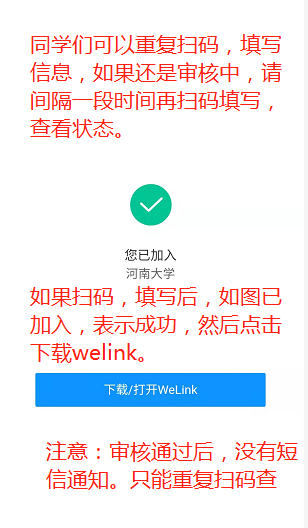 同学们可以重复扫码，填写
信息，如果还是审核中，请
间隔一段时间再扫码填写，
查看状态。
您已加入
河南大学
如果扫码，填写后，如图已
加入，表示成功，然后点击
下载welink。
下载/打开WeLink
注意：审核通过后，没有短
信通知。只能重复扫码查